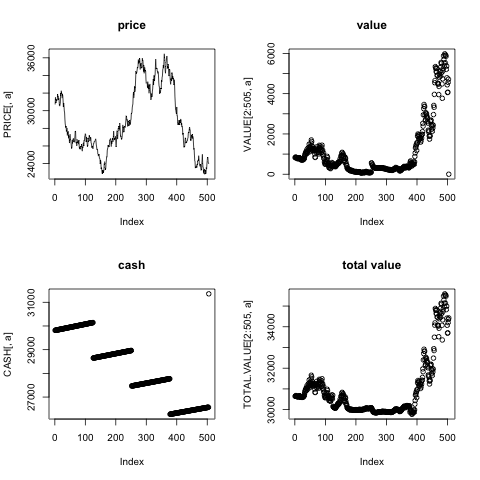 price
PRICE[, a]
36000
30000
24000
0 100 200 300 400 500
Index
value
VALUE[2:505, a]
6000
4000
2000
0
0 100 200 300 400 500
Index
cash
CASH[, a]
31000
29000
27000
0 100 200 300 400 500
Index
total value
TOTAL.VALUE[2:505, a]
34000
32000
30000
0 100 200 300 400 500
Index